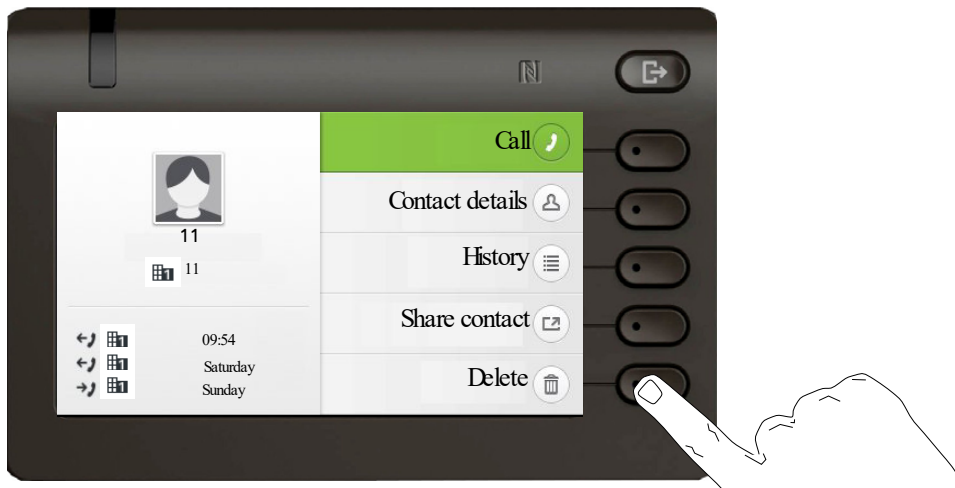 11
11
09:54
Saturday
Sunday
Call
Contact details
History
Share contact
Delete